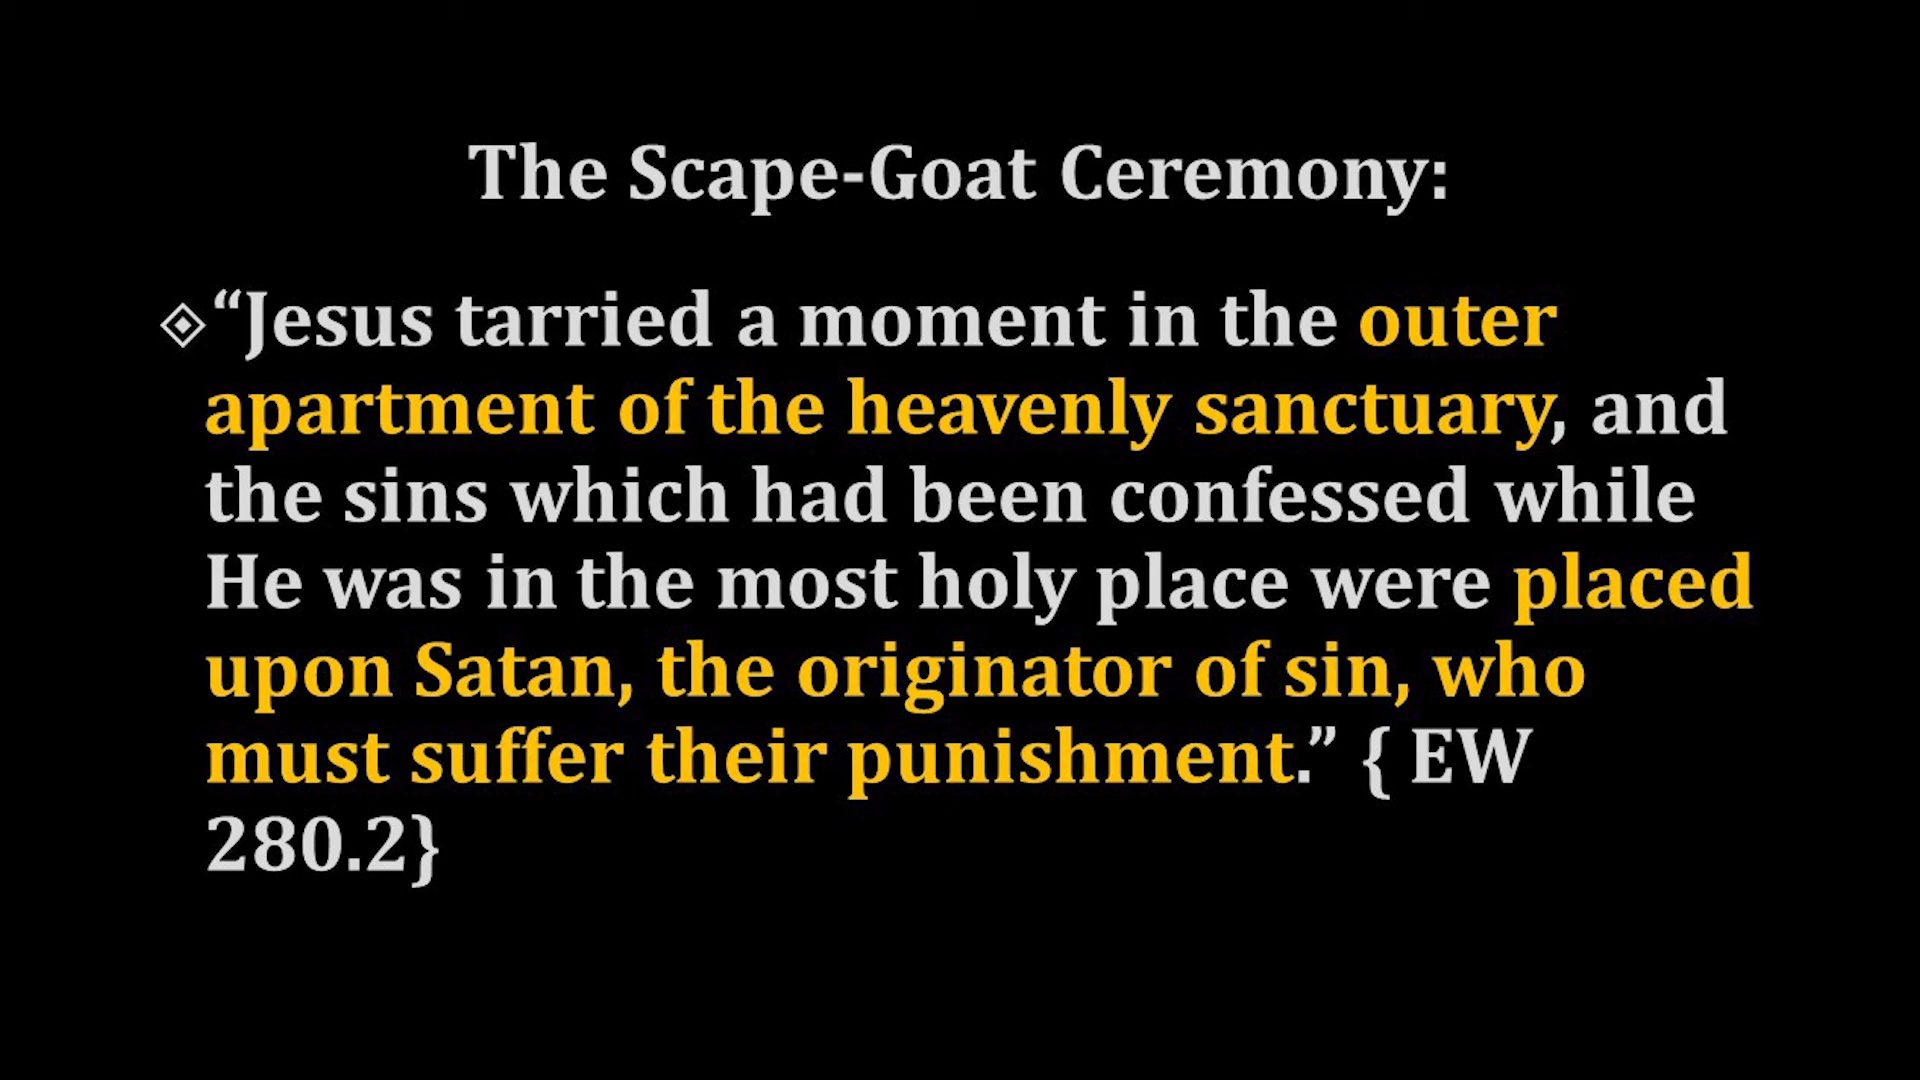 The Scape-Goat Ceremony:
“Jesus tarried a moment in the outer
apartment of the heavenly sanctuary, and
the sins which had been confessed while
He was in the most holy place were placed
upon Satan, the originator of sin, who
must suffer their punishment.” { EW
280.2}